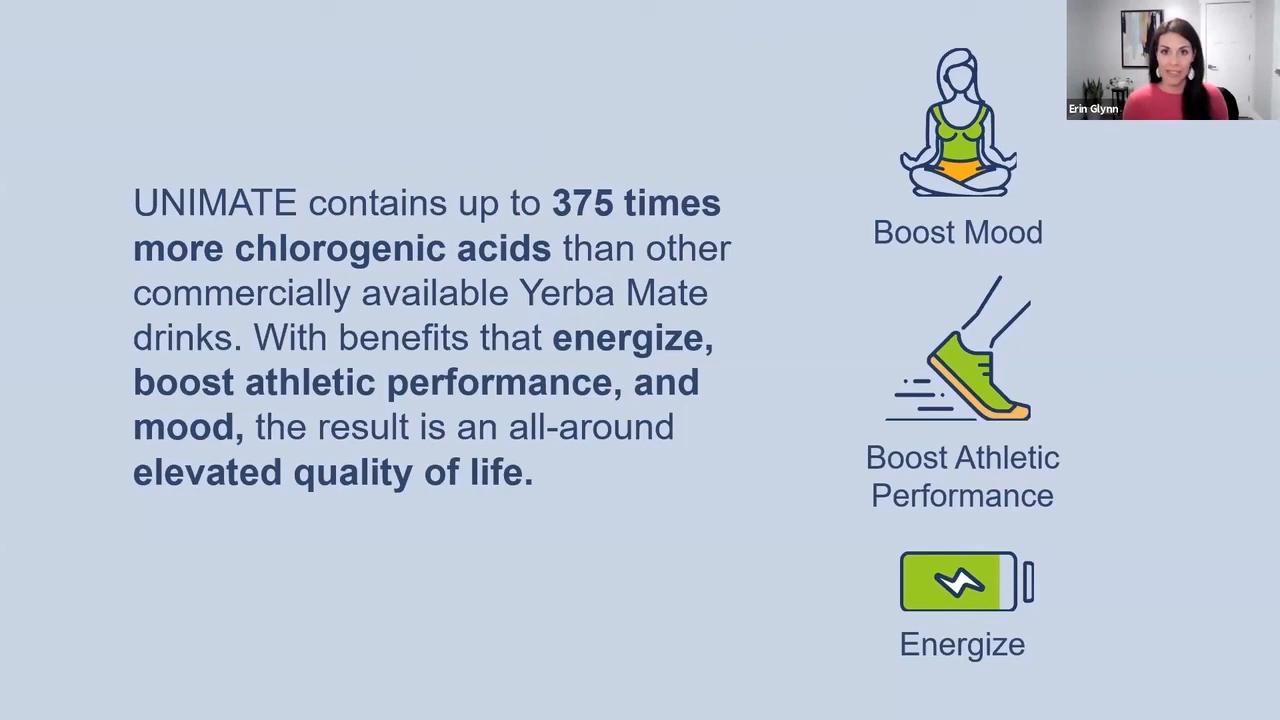 UNIMATE contains up to 375 times
more chlorogenic acids than other
commercially available Yerba Mate
drinks. With benefits that energize,
boost athletic performance, and
mood, the result is an all-around
elevated quality of life.
Boost Mood
Boost Athletic
Performance
Energize
Erin Glynn